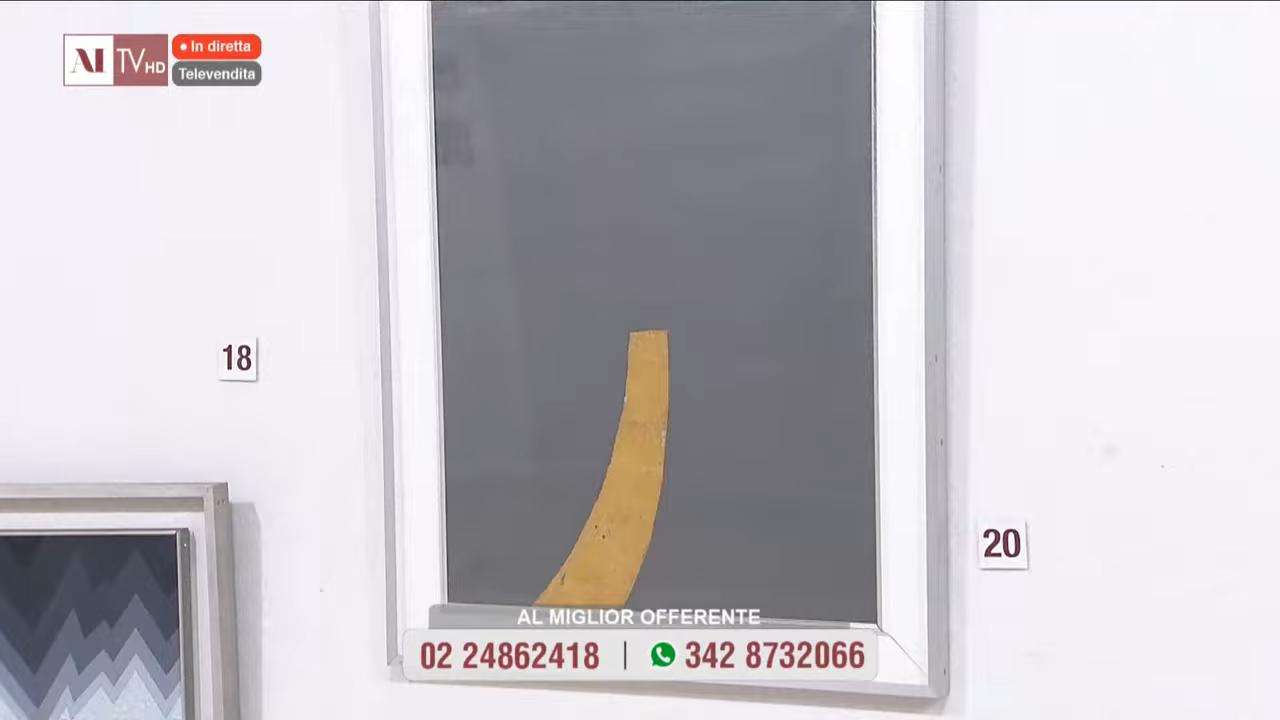 AI TV HD
• In diretta
Televendita
18
20
AL MIGLIOR OFFERENTE
02 24862418 | 342 8732066